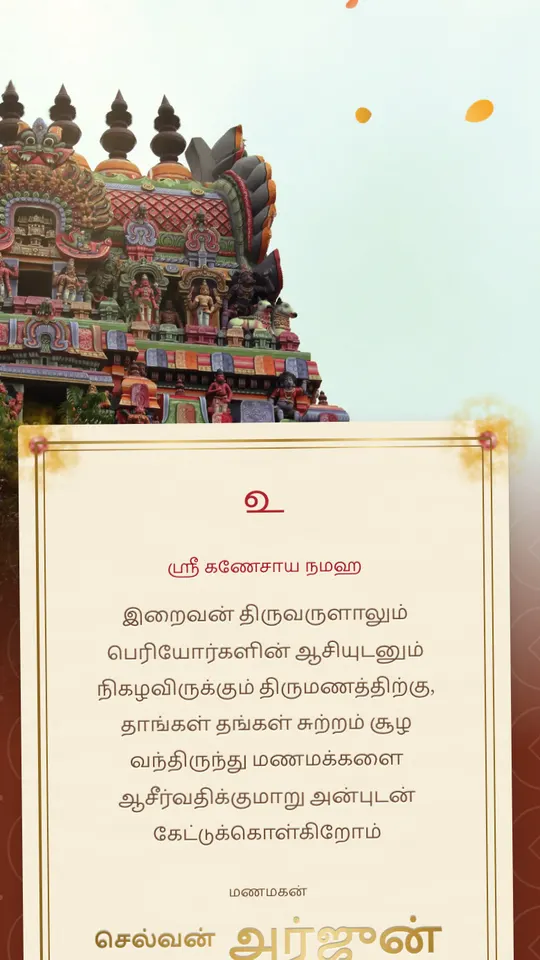 உ
ஸ்ரீ கணேசாய நமஹ
இறைவன் திருவருளாலும்
பெரியோர்களின் ஆசியுடனும்
நிகழவிருக்கும் திருமணத்திற்கு,
தாங்கள் தங்கள் சுற்றம் சூழ
வந்திருந்து மணமக்களை
ஆசீர்வதிக்குமாறு அன்புடன்
கேட்டுக்கொள்கிறோம்
மணமகன்
செல்வன் அர்ஜுன்